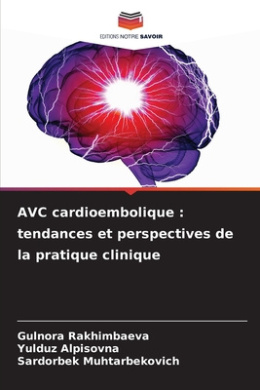 EDITIONS NOTRE SAVOIR
AVC cardioembolique :
tendances et perspectives de
la pratique clinique
Gulnora Rakhimbaeva
Yulduz Alpisovna
Sardorbek Muhtarbekovich